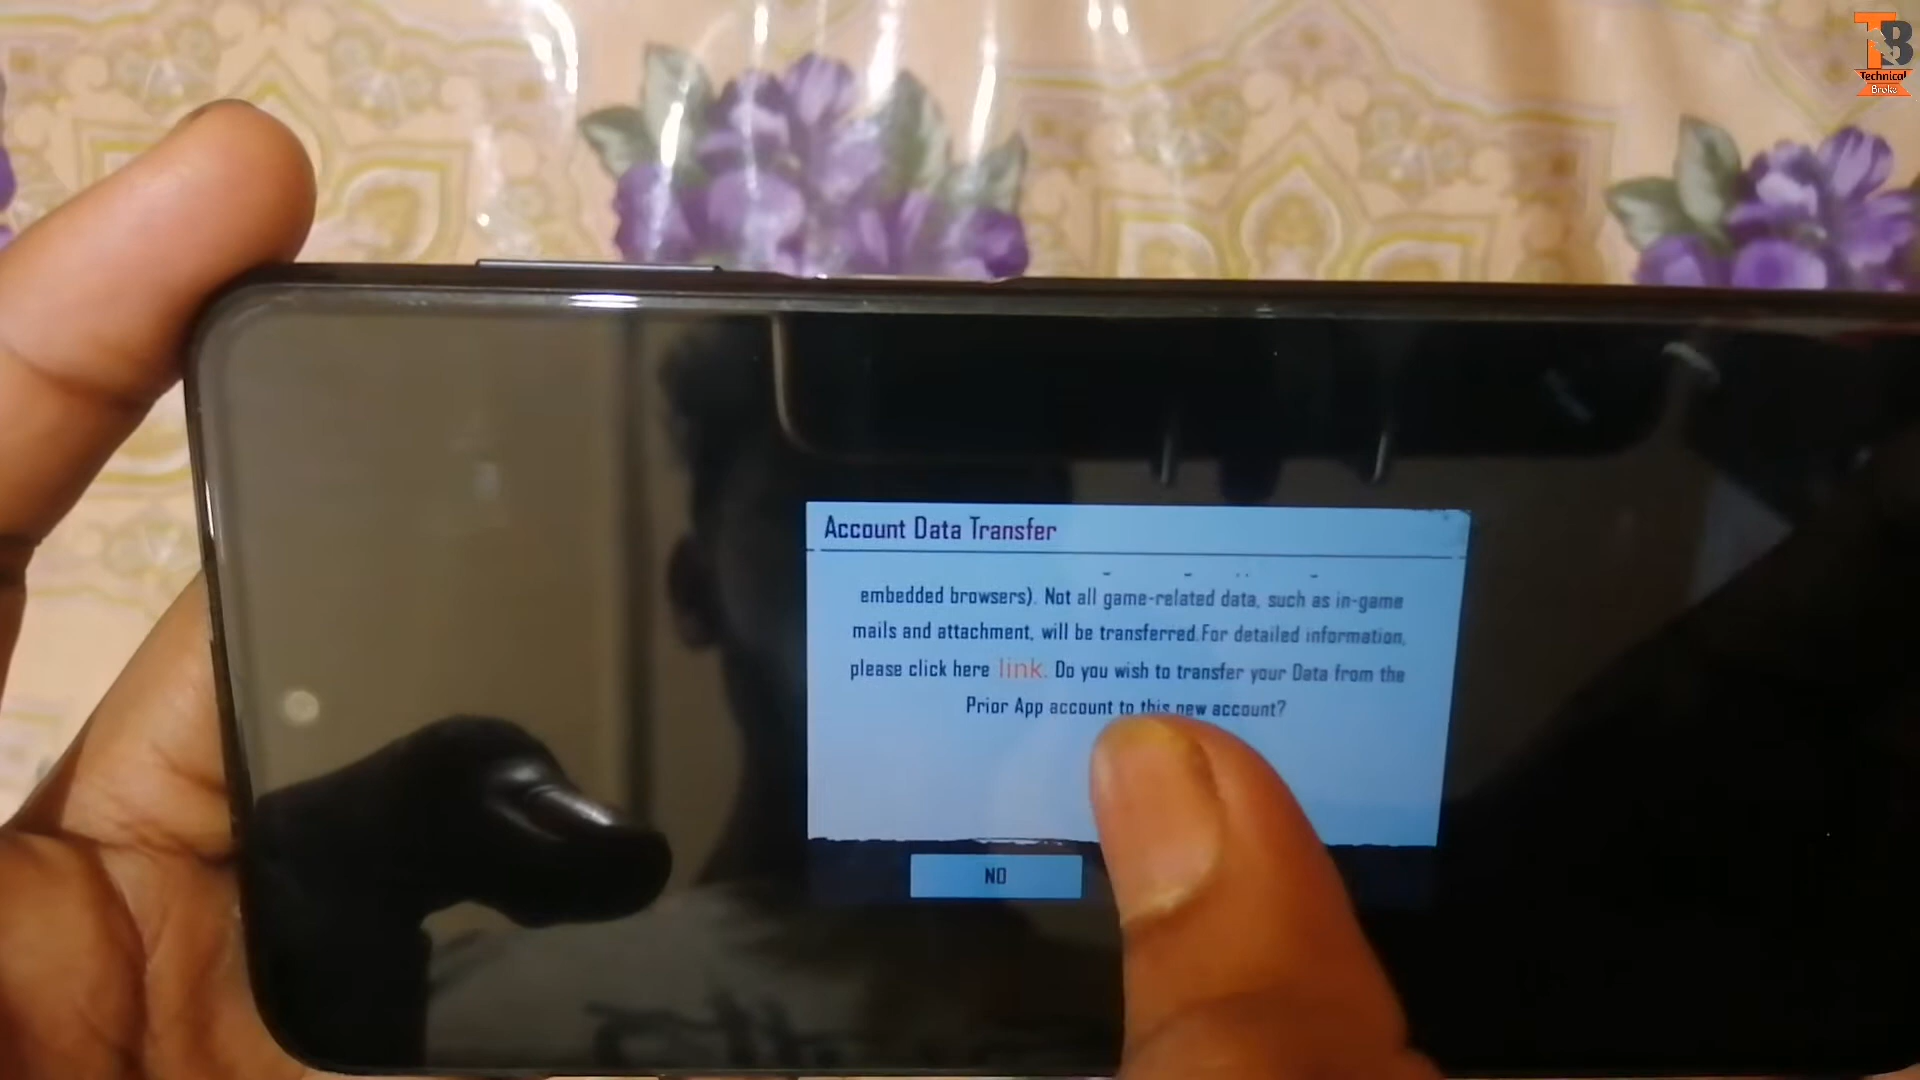 TB
Technical
Broke
Account Data Transfer
embedded browsers). Not all game-related data, such as in-game
mails and attachment, will be transferred.For detailed information,
please click here link. Do you wish to transfer your Data from the
Prior App account to this new account?
NO